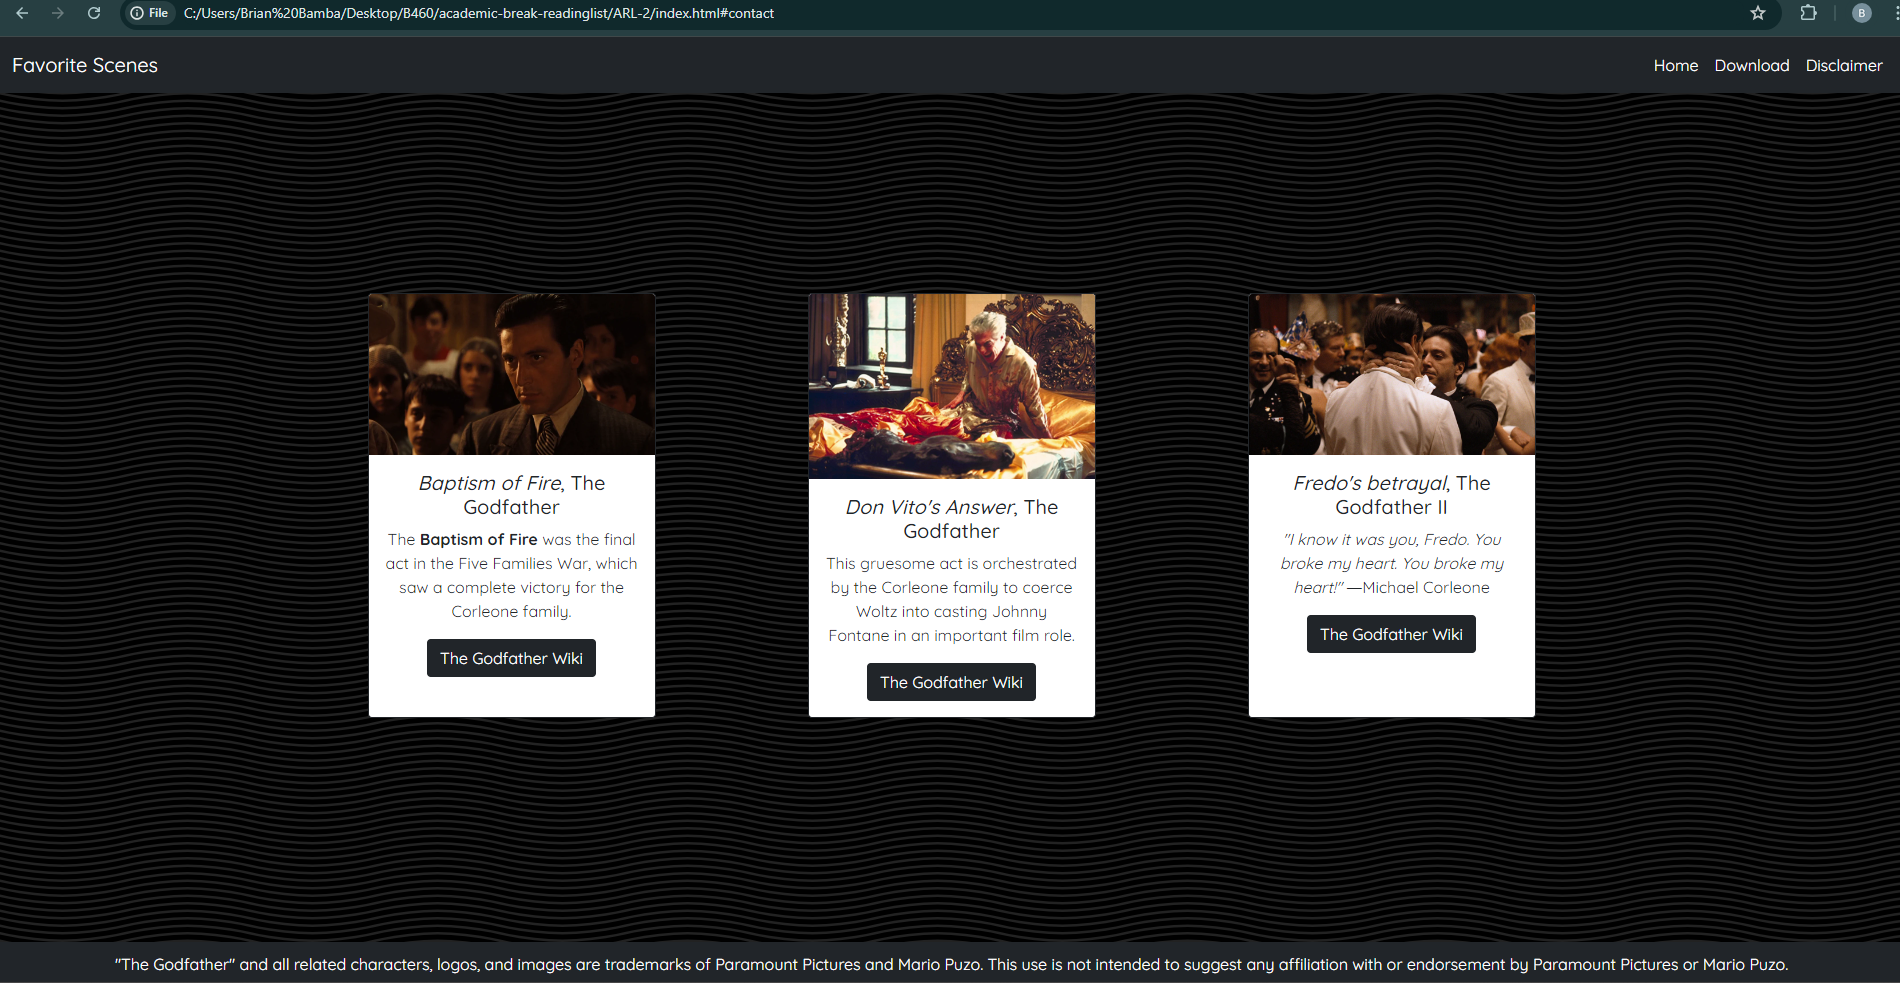 File C:/Users/Brian%20Bamba/Desktop/B460/academic-break-readinglist/ARL-2/index.html#contact B
Favorite Scenes Home Download Disclaimer
Baptism of Fire, The
Godfather
The Baptism of Fire was the final
act in the Five Families War, which
saw a complete victory for the
Corleone family.
The Godfather Wiki
Don Vito's Answer, The
Godfather
This gruesome act is orchestrated
by the Corleone family to coerce
Woltz into casting Johnny
Fontane in an important film role.
The Godfather Wiki
Fredo's betrayal, The
Godfather II
"I know it was you, Fredo. You
broke my heart. You broke my
heart!" —Michael Corleone
The Godfather Wiki
"The Godfather" and all related characters, logos, and images are trademarks of Paramount Pictures and Mario Puzo. This use is not intended to suggest any affiliation with or endorsement by Paramount Pictures or Mario Puzo.